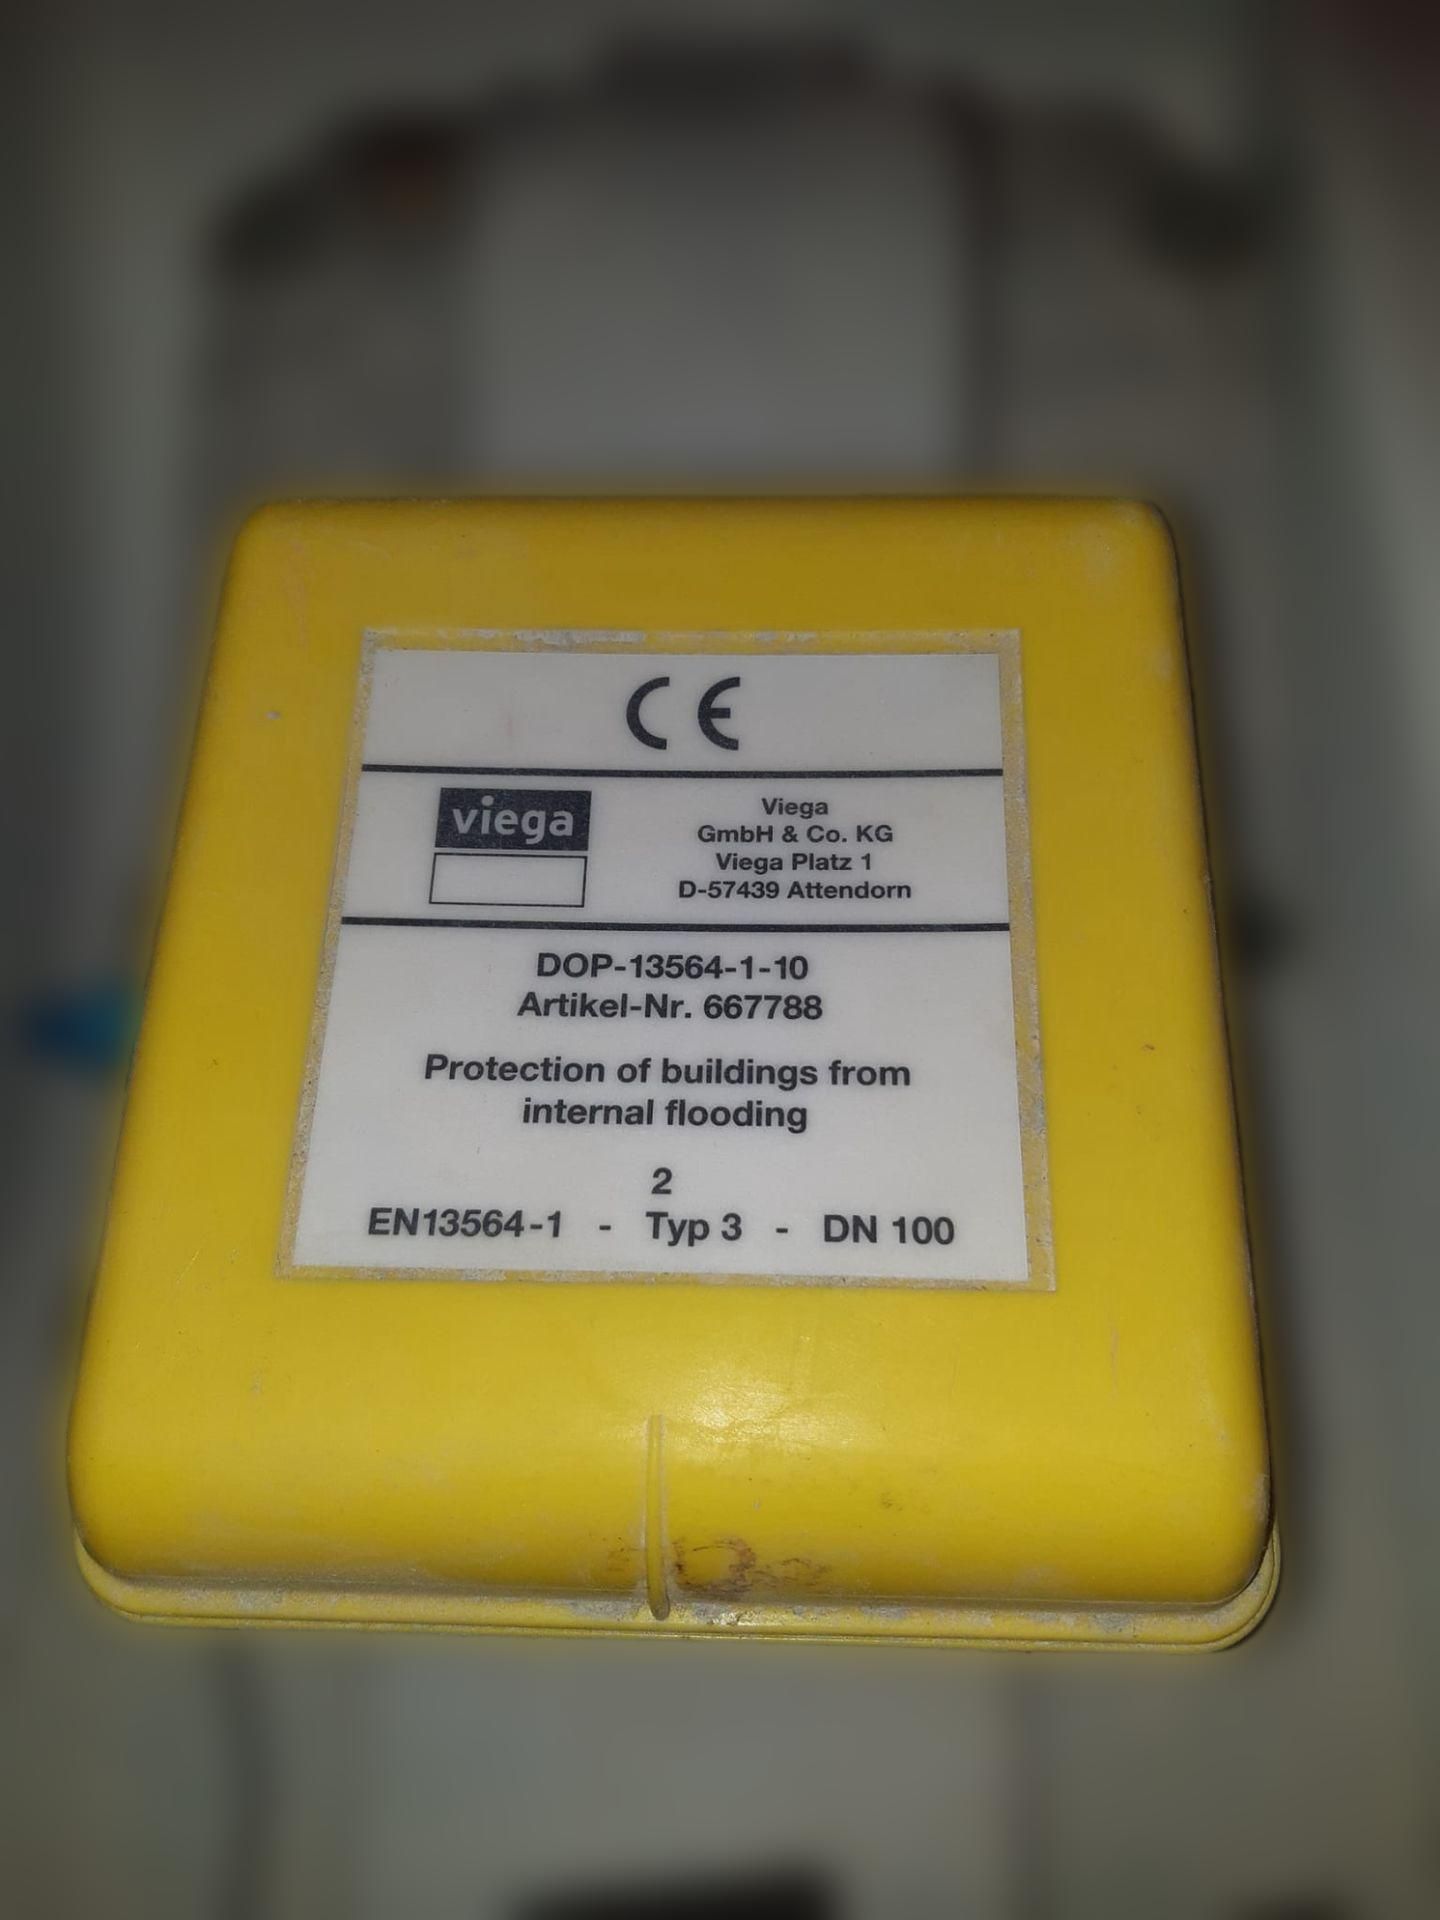 CE
viega
Viega
GmbH & Co. KG
Viega Platz 1
D-57439 Attendorn
DOP-13564-1-10
Artikel-Nr. 667788
Protection of buildings from
internal flooding
2
EN13564-1 - Typ 3 - DN 100